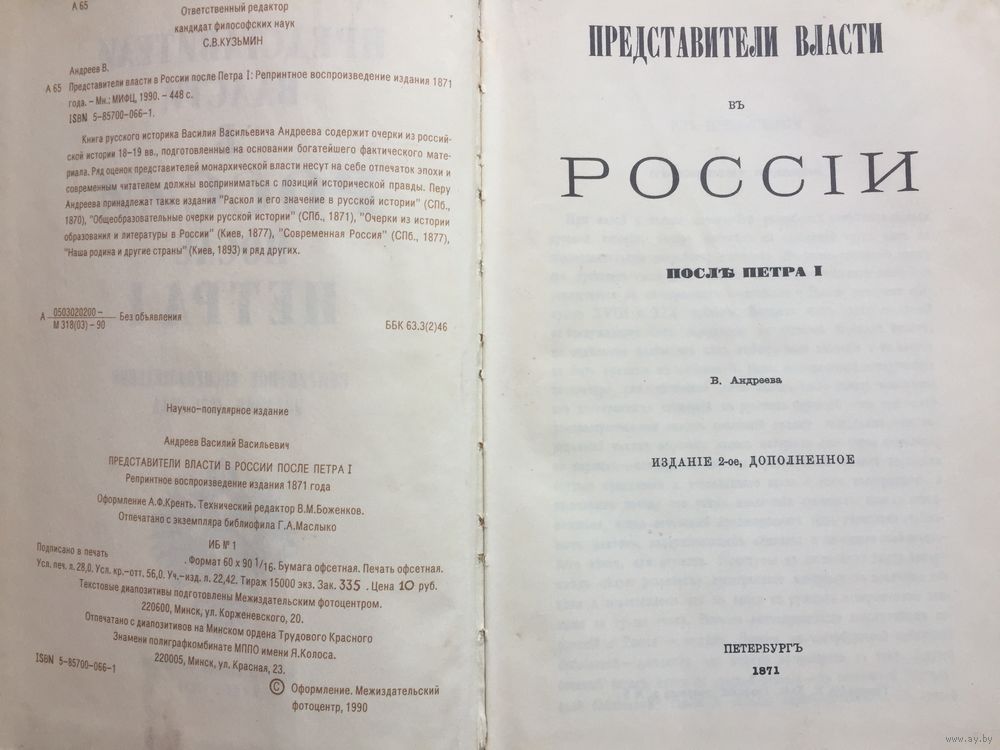 А 65
Ответственный редактор
кандидат философских наук
С.В.КУЗЬМИН
Андреев В.
А 65 Представители власти в России после Петра I: Репринтное воспроизведение издания 1871
года. – Мн.: МИФЦ, 1990. – 448 с.
ISBN 5-85700-066-1.
Книга русского историка Василия Васильевича Андреева содержит очерки из россий-
ской истории 18–19 вв., подготовленные на основании богатейшего фактического мате-
риала. Ряд оценок представителей монархической власти несут на себе отпечаток эпохи и
современным читателем должны восприниматься с позиций исторической правды. Перу
Андреева принадлежат также издания "Раскол и его значение в русской истории" (СПб.,
1870), "Общеобразовательные очерки русской истории" (СПб., 1871), "Очерки из истории
образования и литературы в России" (Киев, 1877), "Современная Россия" (СПб., 1877),
"Наша родина и другие страны" (Киев, 1893) и ряд других.
0503020200 –
А Без объявления
М 318(03) – 90
ББК 63.3(2)46
Научно-популярное издание
Андреев Василий Васильевич
ПРЕДСТАВИТЕЛИ ВЛАСТИ В РОССИИ ПОСЛЕ ПЕТРА I
Репринтное воспроизведение издания 1871 года
Оформление А.Ф.Кренть. Технический редактор В.М.Боженков.
Отпечатано с экземпляра библиофила Г.А.Маслыко
ИБ № 1
Подписано в печать . Формат 60 х 90 1/16. Бумага офсетная. Печать офсетная.
Усл. печ. л. 28,0. Усл. кр.-отт. 56,0. Уч.-изд. л. 22,42. Тираж 15000 экз. Зак. 335 . Цена 10 руб.
Текстовые диапозитивы подготовлены Межиздательским фотоцентром.
220600, Минск, ул. Корженевского, 20.
Отпечатано с диапозитивов на Минском ордена Трудового Красного
Знамени полиграфкомбинате МППО имени Я.Коласа.
220005, Минск, ул. Красная, 23.
ISBN 5-85700-066-1
© Оформление. Межиздательский
фотоцентр, 1990
ПРЕДСТАВИТЕЛИ ВЛАСТИ
ВЪ
РОССІИ
ПОСЛѢ ПЕТРА I
В. Андреева
ИЗДАНІЕ 2-ое, ДОПОЛНЕННОЕ
ПЕТЕРБУРГЪ
1871
www.ay.by